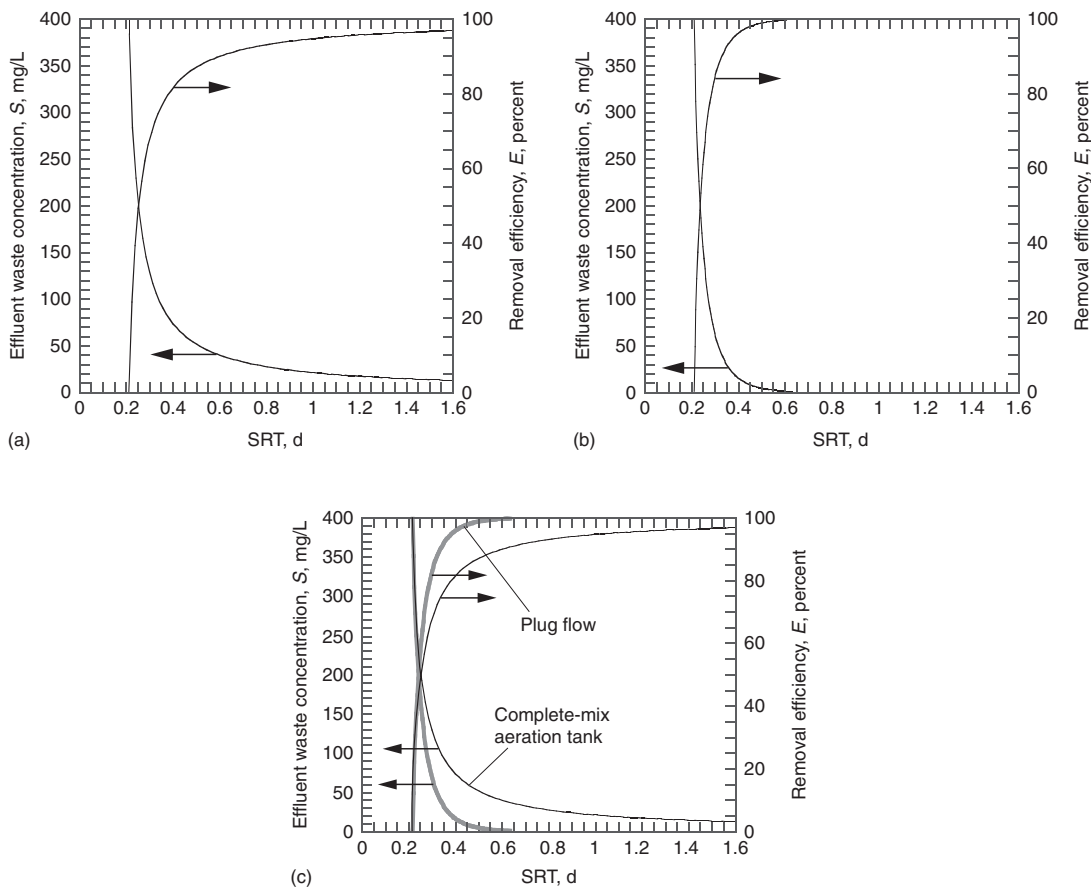 400
350
300
250
200
150
100
50
0
Effluent waste concentration, S, mg/L
100
80
60
40
20
0
Removal efficiency, E, percent
0 0.2 0.4 0.6 0.8 1 1.2 1.4 1.6
SRT, d
(a)
400
350
300
250
200
150
100
50
0
Effluent waste concentration, S, mg/L
100
80
60
40
20
0
Removal efficiency, E, percent
0 0.2 0.4 0.6 0.8 1 1.2 1.4 1.6
SRT, d
(b)
400
350
300
250
200
150
100
50
0
Effluent waste concentration, S, mg/L
Plug flow
Complete-mix
aeration tank
100
80
60
40
20
0
Removal efficiency, E, percent
0 0.2 0.4 0.6 0.8 1 1.2 1.4 1.6
SRT, d
(c)